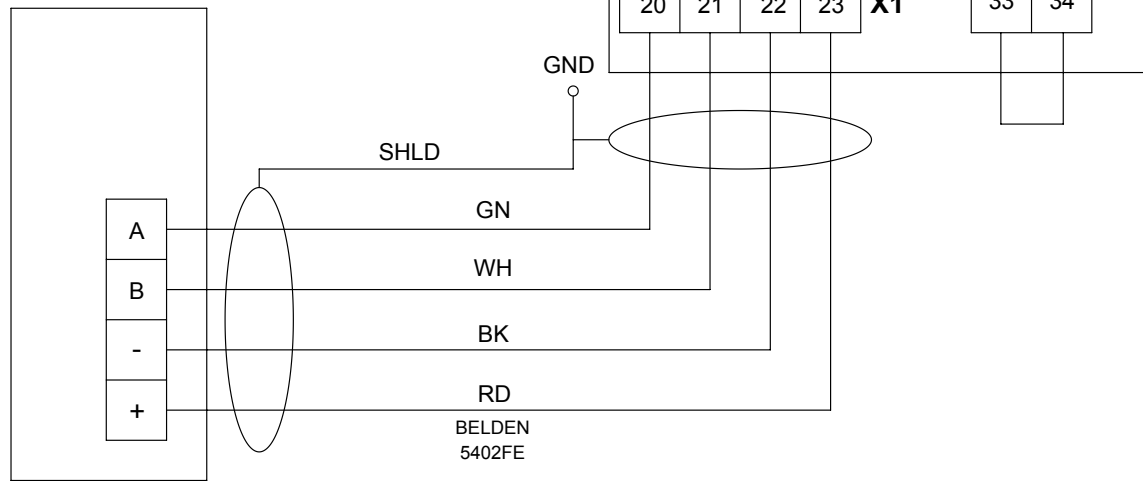 20 21 22 23 X1 33 34
GND
SHLD
A GN
B WH
- BK
+ RD
BELDEN
5402FE